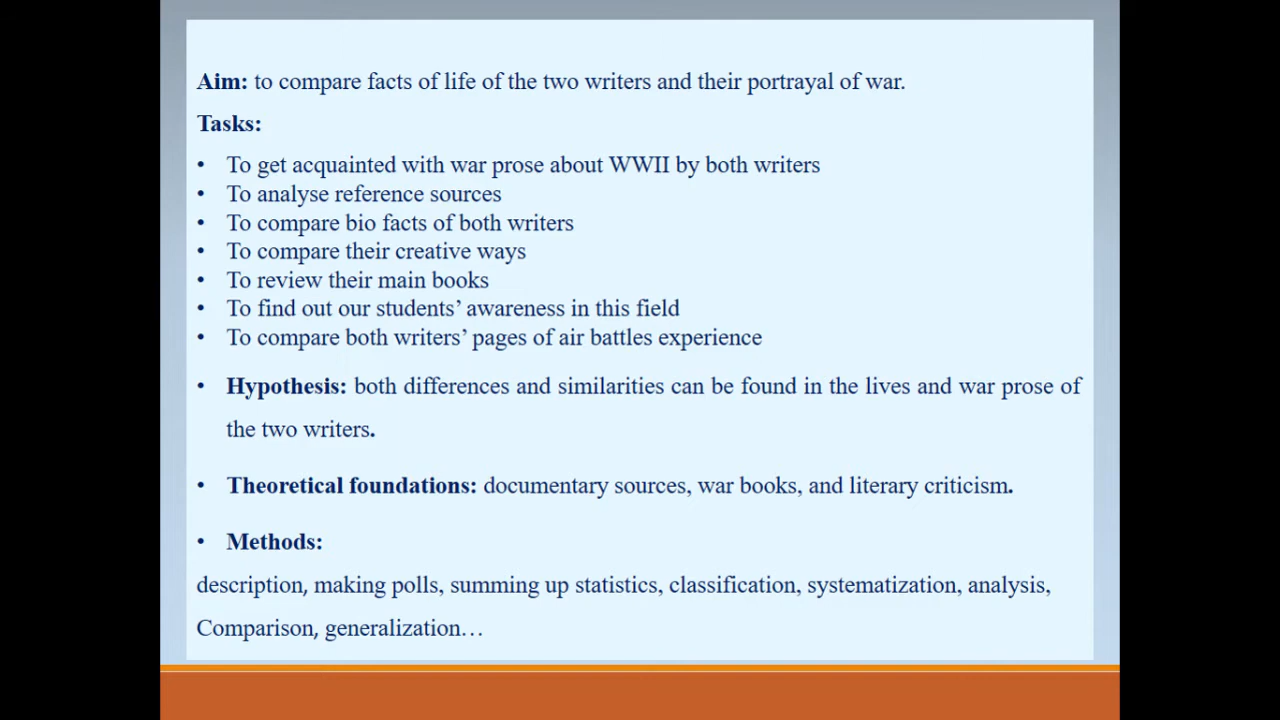 Aim: to compare facts of life of the two writers and their portrayal of war.
Tasks:
• To get acquainted with war prose about WWII by both writers
• To analyse reference sources
• To compare bio facts of both writers
• To compare their creative ways
• To review their main books
• To find out our students’ awareness in this field
• To compare both writers’ pages of air battles experience
• Hypothesis: both differences and similarities can be found in the lives and war prose of
the two writers.
• Theoretical foundations: documentary sources, war books, and literary criticism.
• Methods:
description, making polls, summing up statistics, classification, systematization, analysis,
Comparison, generalization…